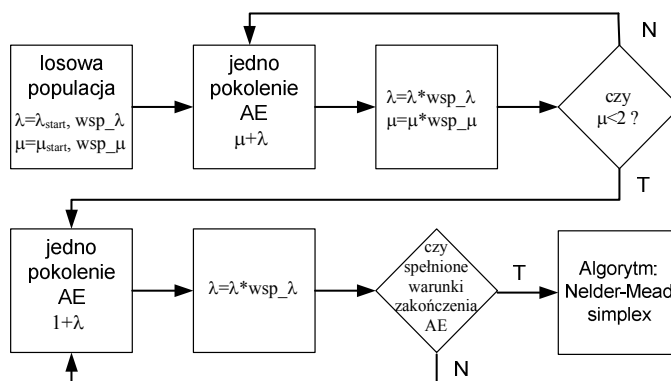 losowa
populacja
λ=λstart, wsp_λ
μ=μstart, wsp_μ
jedno
pokolenie
AE
μ+λ
λ=λ*wsp_λ
μ=μ*wsp_μ
czy
μ<2 ?
N
T
jedno
pokolenie
AE
1+λ
λ=λ*wsp_λ
czy
spełnione
warunki
zakończenia
AE
T
N
Algorytm:
Nelder-Mead
simplex